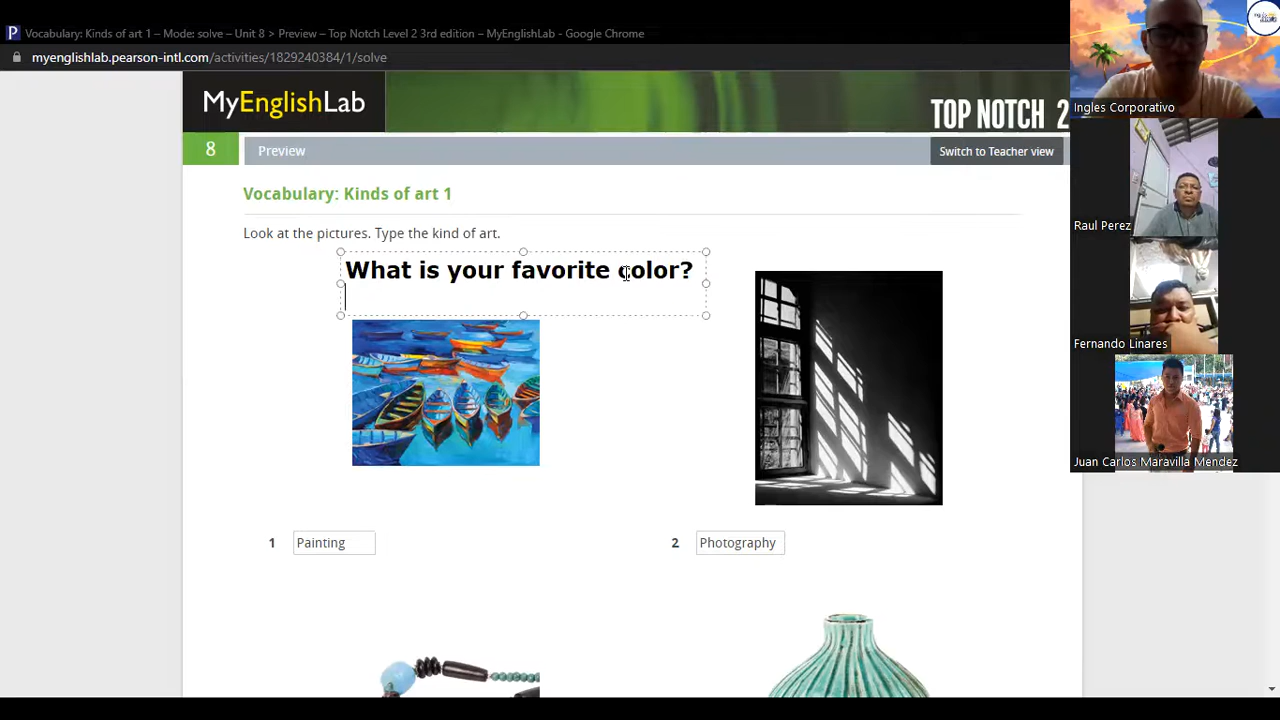 Vocabulary: Kinds of art 1 – Mode: solve – Unit 8 > Preview – Top Notch Level 2 3rd edition – MyEnglishLab - Google Chrome
myenglishlab.pearson-intl.com/activities/1829240384/1/solve
MyEnglishLab
TOP NOTCH 2
8 Preview
Switch to Teacher view
Vocabulary: Kinds of art 1
Look at the pictures. Type the kind of art.
What is your favorite color?
1 Painting
2 Photography
Ingles Corporativo
Raul Perez
Fernando Linares
Juan Carlos Maravilla Mendez